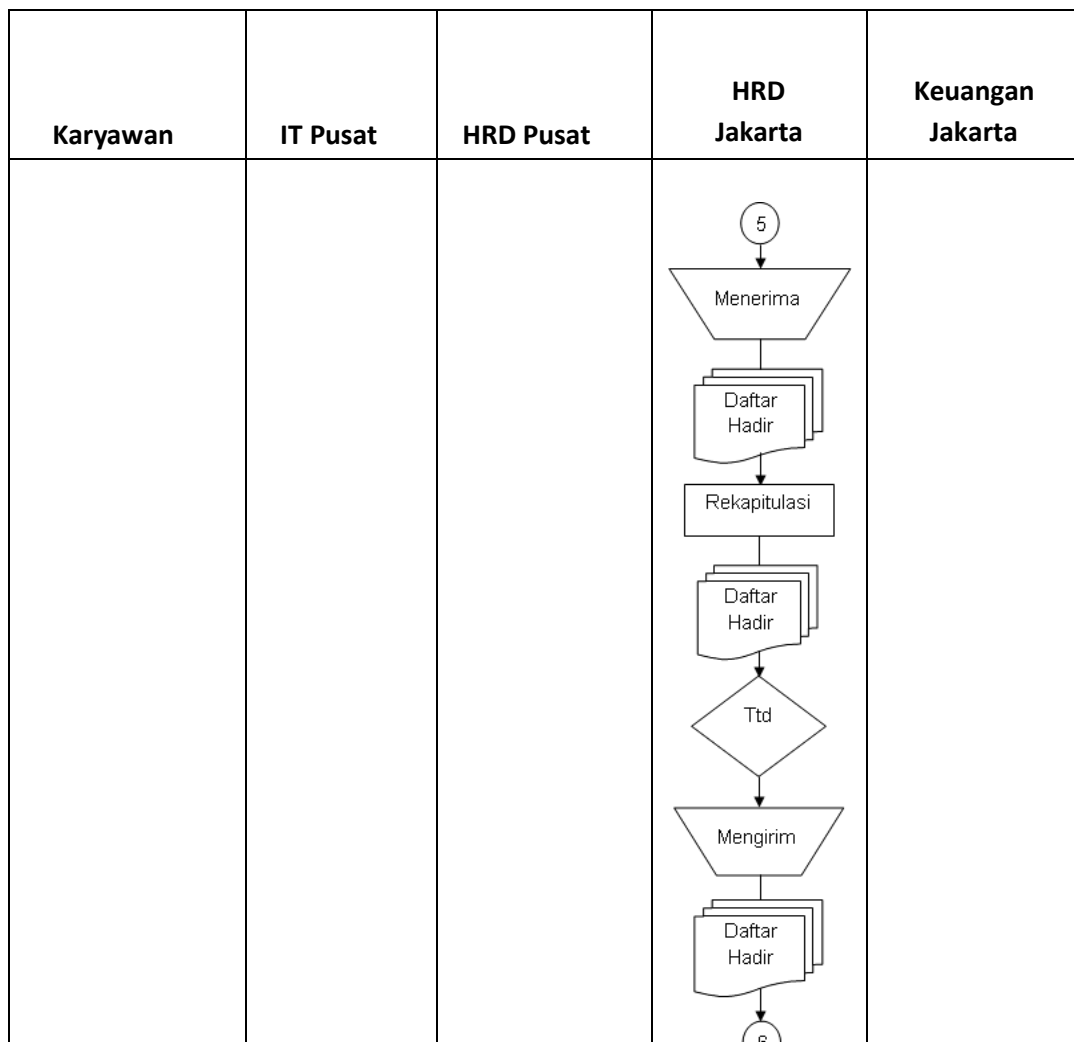 Karyawan
IT Pusat
HRD Pusat
HRD
Jakarta
Keuangan
Jakarta
5
Menerima
Daftar
Hadir
Rekapitulasi
Daftar
Hadir
Ttd
Mengirim
Daftar
Hadir
6